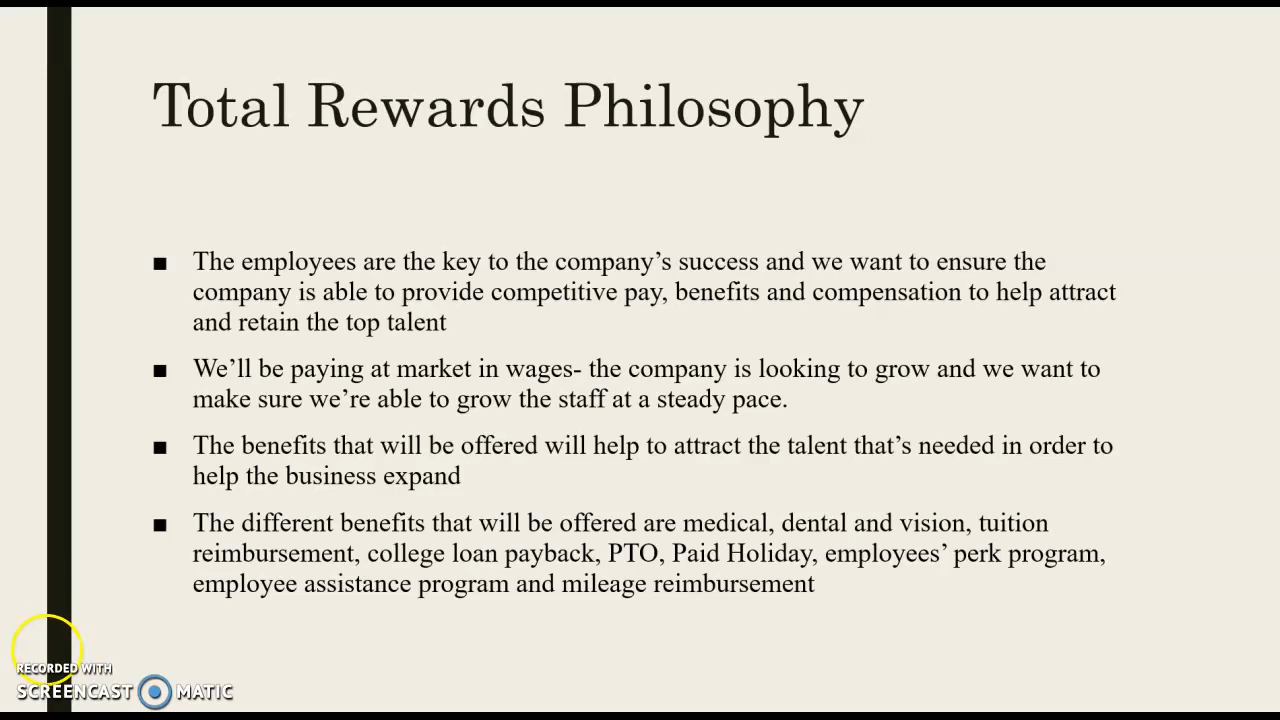 Total Rewards Philosophy
■ The employees are the key to the company’s success and we want to ensure the
company is able to provide competitive pay, benefits and compensation to help attract
and retain the top talent
■ We’ll be paying at market in wages- the company is looking to grow and we want to
make sure we’re able to grow the staff at a steady pace.
■ The benefits that will be offered will help to attract the talent that’s needed in order to
help the business expand
■ The different benefits that will be offered are medical, dental and vision, tuition
reimbursement, college loan payback, PTO, Paid Holiday, employees’ perk program,
employee assistance program and mileage reimbursement
RECORDED WITH
SCREENCAST MATIC